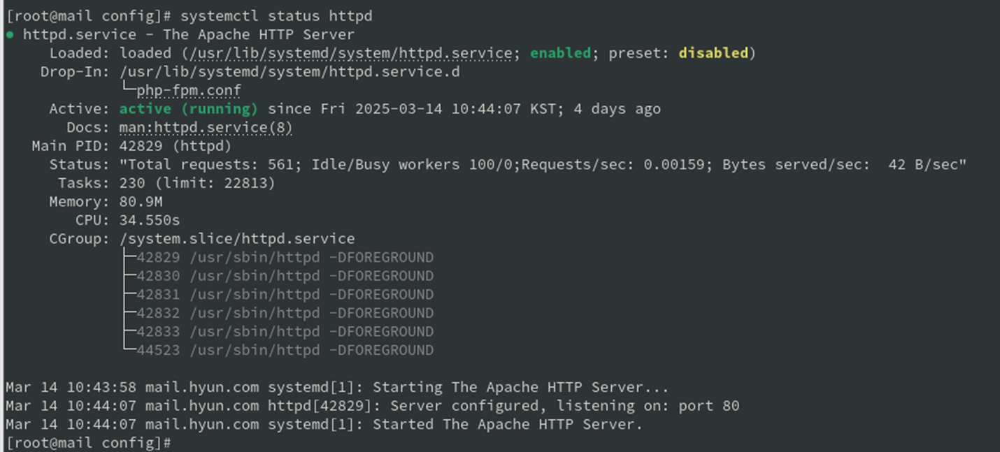 [root@mail config]# systemctl status httpd
● httpd.service - The Apache HTTP Server
     Loaded: loaded (/usr/lib/systemd/system/httpd.service; enabled; preset: disabled)
    Drop-In: /usr/lib/systemd/system/httpd.service.d
             └─php-fpm.conf
     Active: active (running) since Fri 2025-03-14 10:44:07 KST; 4 days ago
       Docs: man:httpd.service(8)
   Main PID: 42829 (httpd)
     Status: "Total requests: 561; Idle/Busy workers 100/0;Requests/sec: 0.00159; Bytes served/sec:  42 B/sec"
      Tasks: 230 (limit: 22813)
     Memory: 80.9M
        CPU: 34.550s
     CGroup: /system.slice/httpd.service
             ├─42829 /usr/sbin/httpd -DFOREGROUND
             ├─42830 /usr/sbin/httpd -DFOREGROUND
             ├─42831 /usr/sbin/httpd -DFOREGROUND
             ├─42832 /usr/sbin/httpd -DFOREGROUND
             ├─42833 /usr/sbin/httpd -DFOREGROUND
             └─44523 /usr/sbin/httpd -DFOREGROUND

Mar 14 10:43:58 mail.hyun.com systemd[1]: Starting The Apache HTTP Server...
Mar 14 10:44:07 mail.hyun.com httpd[42829]: Server configured, listening on: port 80
Mar 14 10:44:07 mail.hyun.com systemd[1]: Started The Apache HTTP Server.
[root@mail config]#